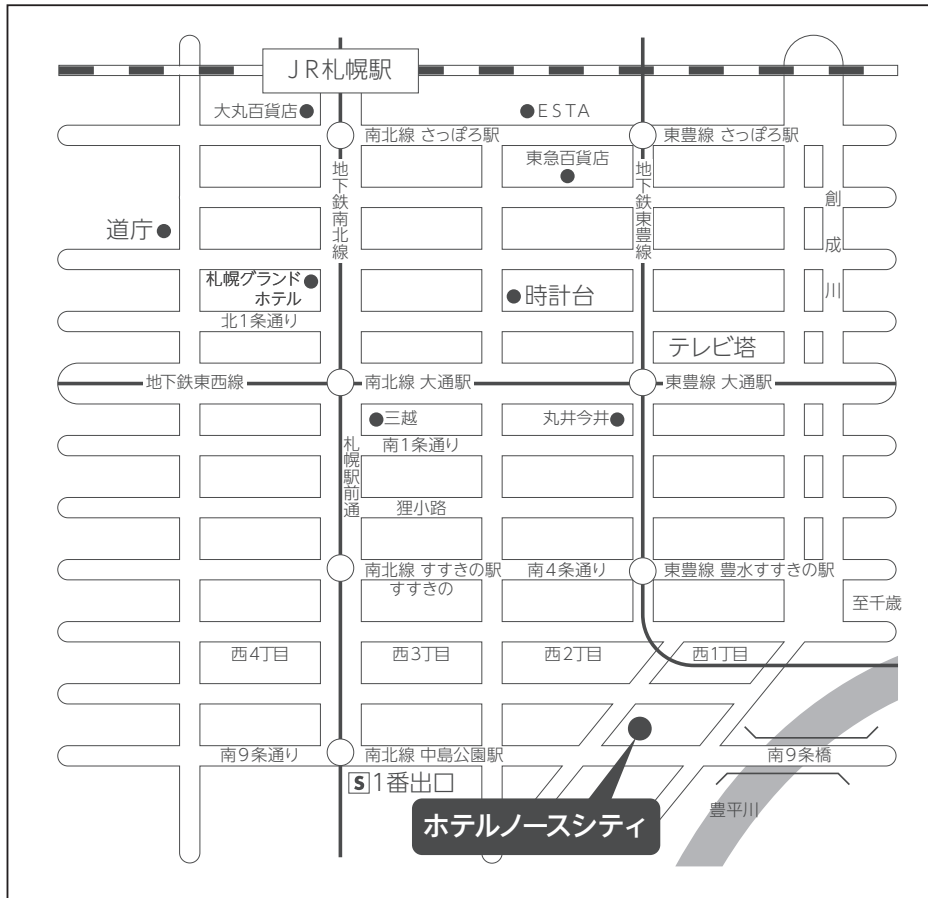 JR札幌駅
大丸百貨店
ESTA
南北線 さっぽろ駅
東豊線 さっぽろ駅
東急百貨店
地下鉄南北線
地下鉄東豊線
創成川
道庁
札幌グランド
ホテル
時計台
北1条通り
テレビ塔
地下鉄東西線
南北線 大通駅
東豊線 大通駅
三越
丸井今井
南1条通り
札幌駅前通
狸小路
南北線 すすきの駅
南4条通り
東豊線 豊水すすきの駅
すすきの
至千歳
西4丁目
西3丁目
西2丁目
西1丁目
南9条通り
南北線 中島公園駅
南9条橋
S1番出口
豊平川
ホテルノースシティ